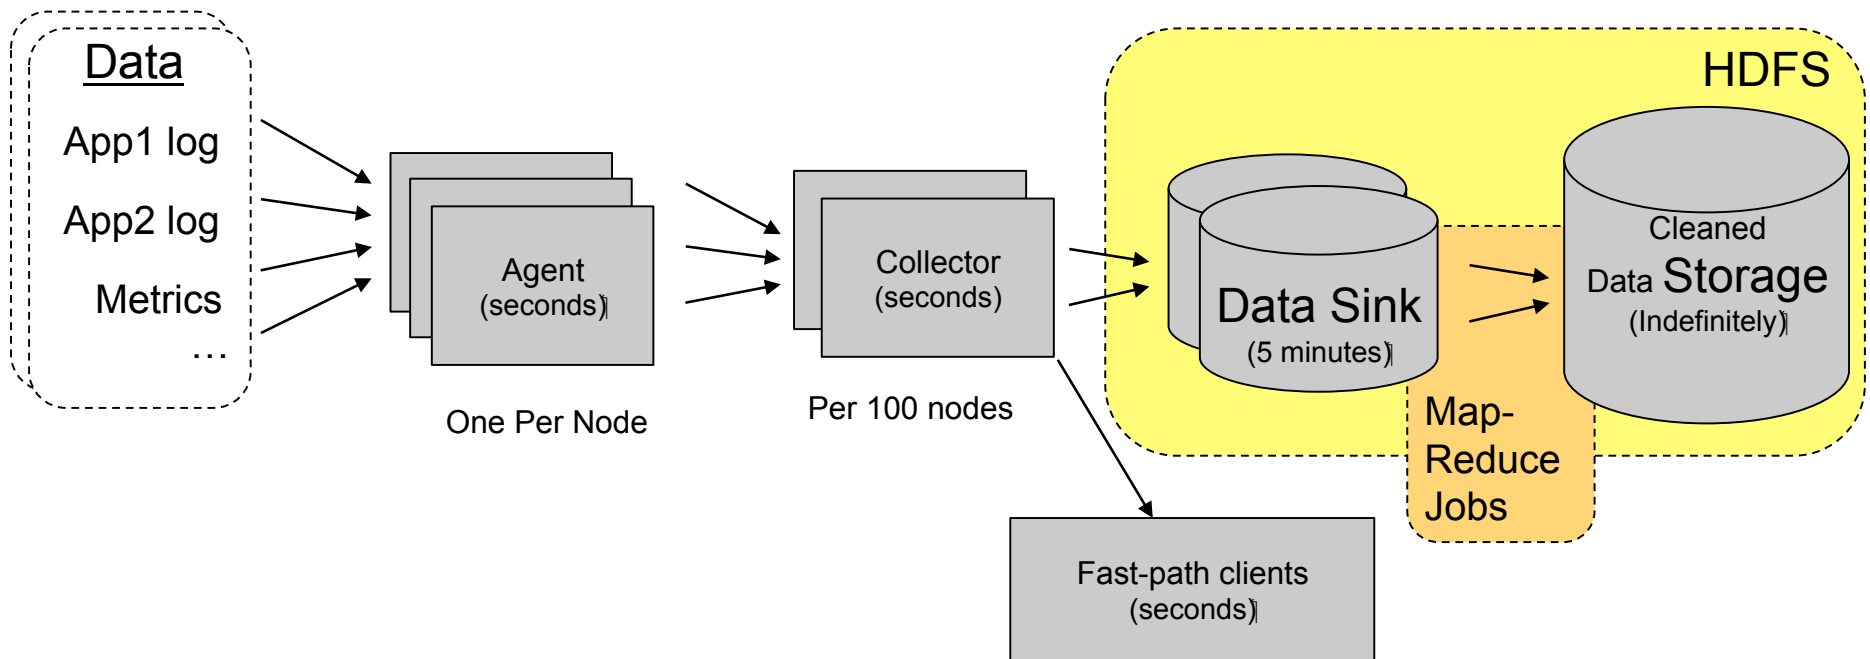 Data
App1 log
App2 log
Metrics
…
Agent
(seconds)
One Per Node
Collector
(seconds)
Per 100 nodes
Fast-path clients
(seconds)
HDFS
Data Sink
(5 minutes)
Map-
Reduce
Jobs
Cleaned
Data Storage
(Indefinitely)